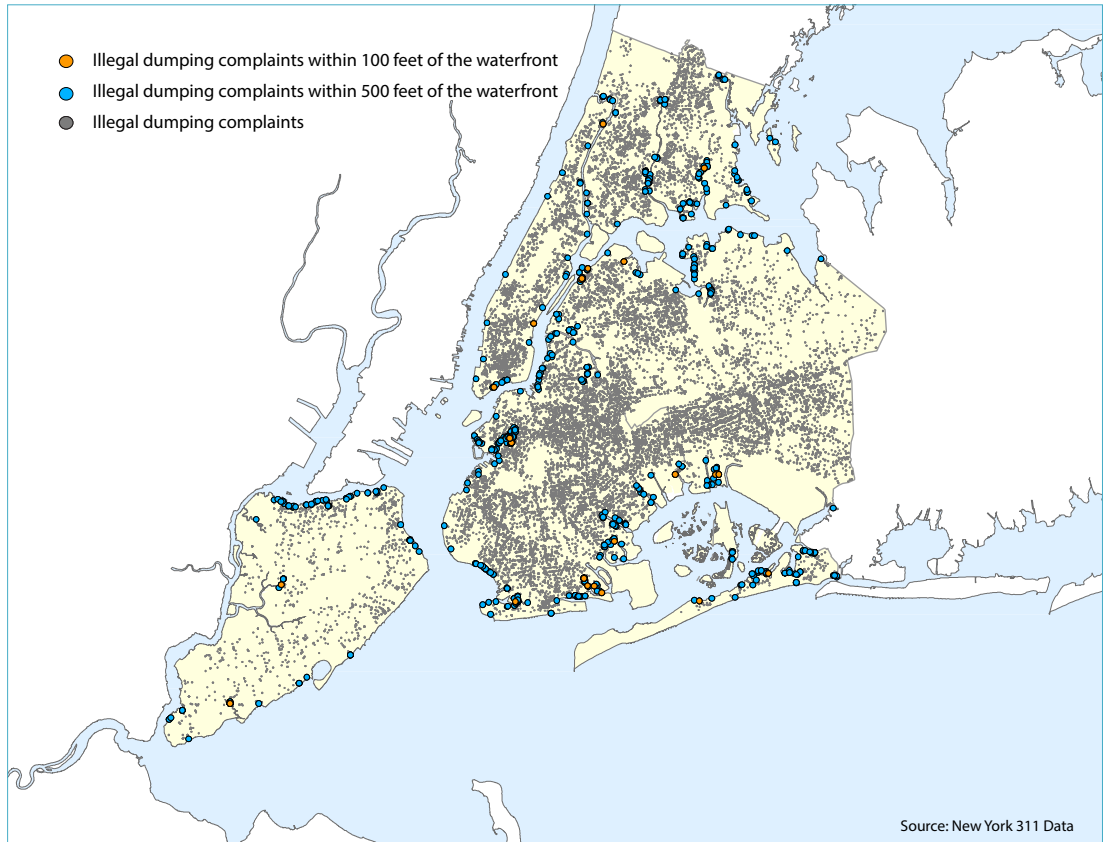 Illegal dumping complaints within 100 feet of the waterfront
Illegal dumping complaints within 500 feet of the waterfront
Illegal dumping complaints
Source: New York 311 Data